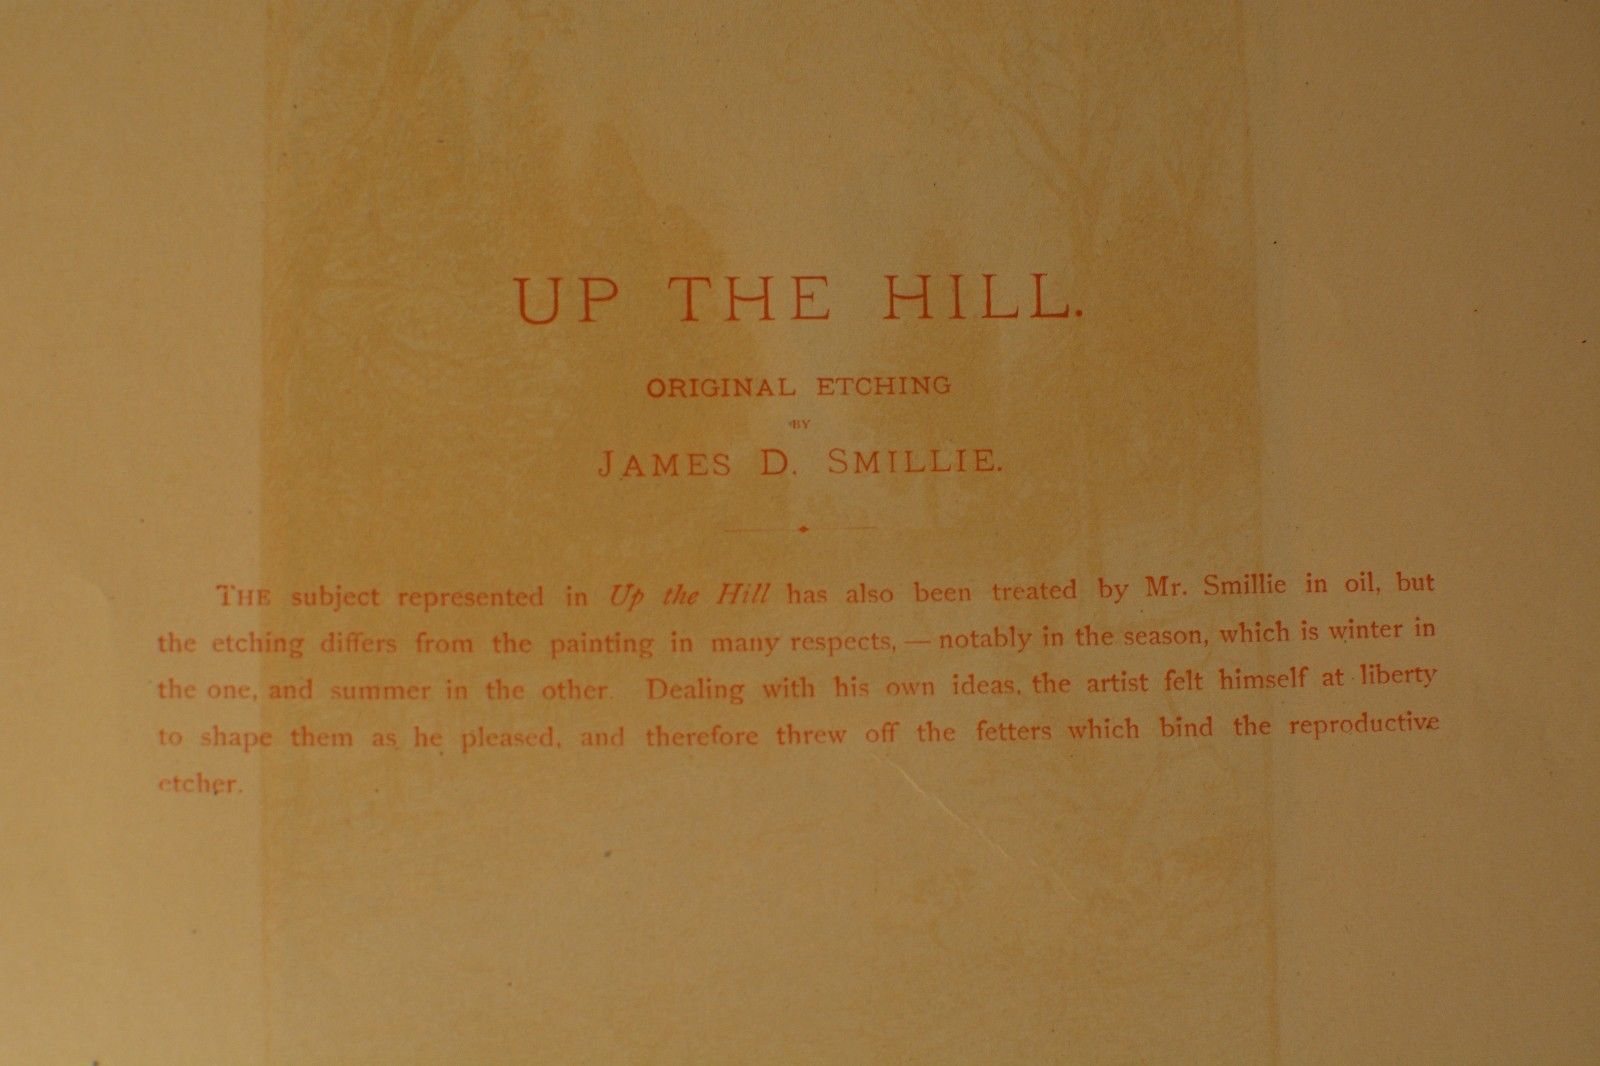 UP THE HILL.
ORIGINAL ETCHING
BY
JAMES D. SMILLIE.
THE subject represented in Up the Hill has also been treated by Mr. Smillie in oil, but
the etching differs from the painting in many respects, — notably in the season, which is winter in
the one, and summer in the other. Dealing with his own ideas, the artist felt himself at liberty
to shape them as he pleased, and therefore threw off the fetters which bind the reproductive
etcher.